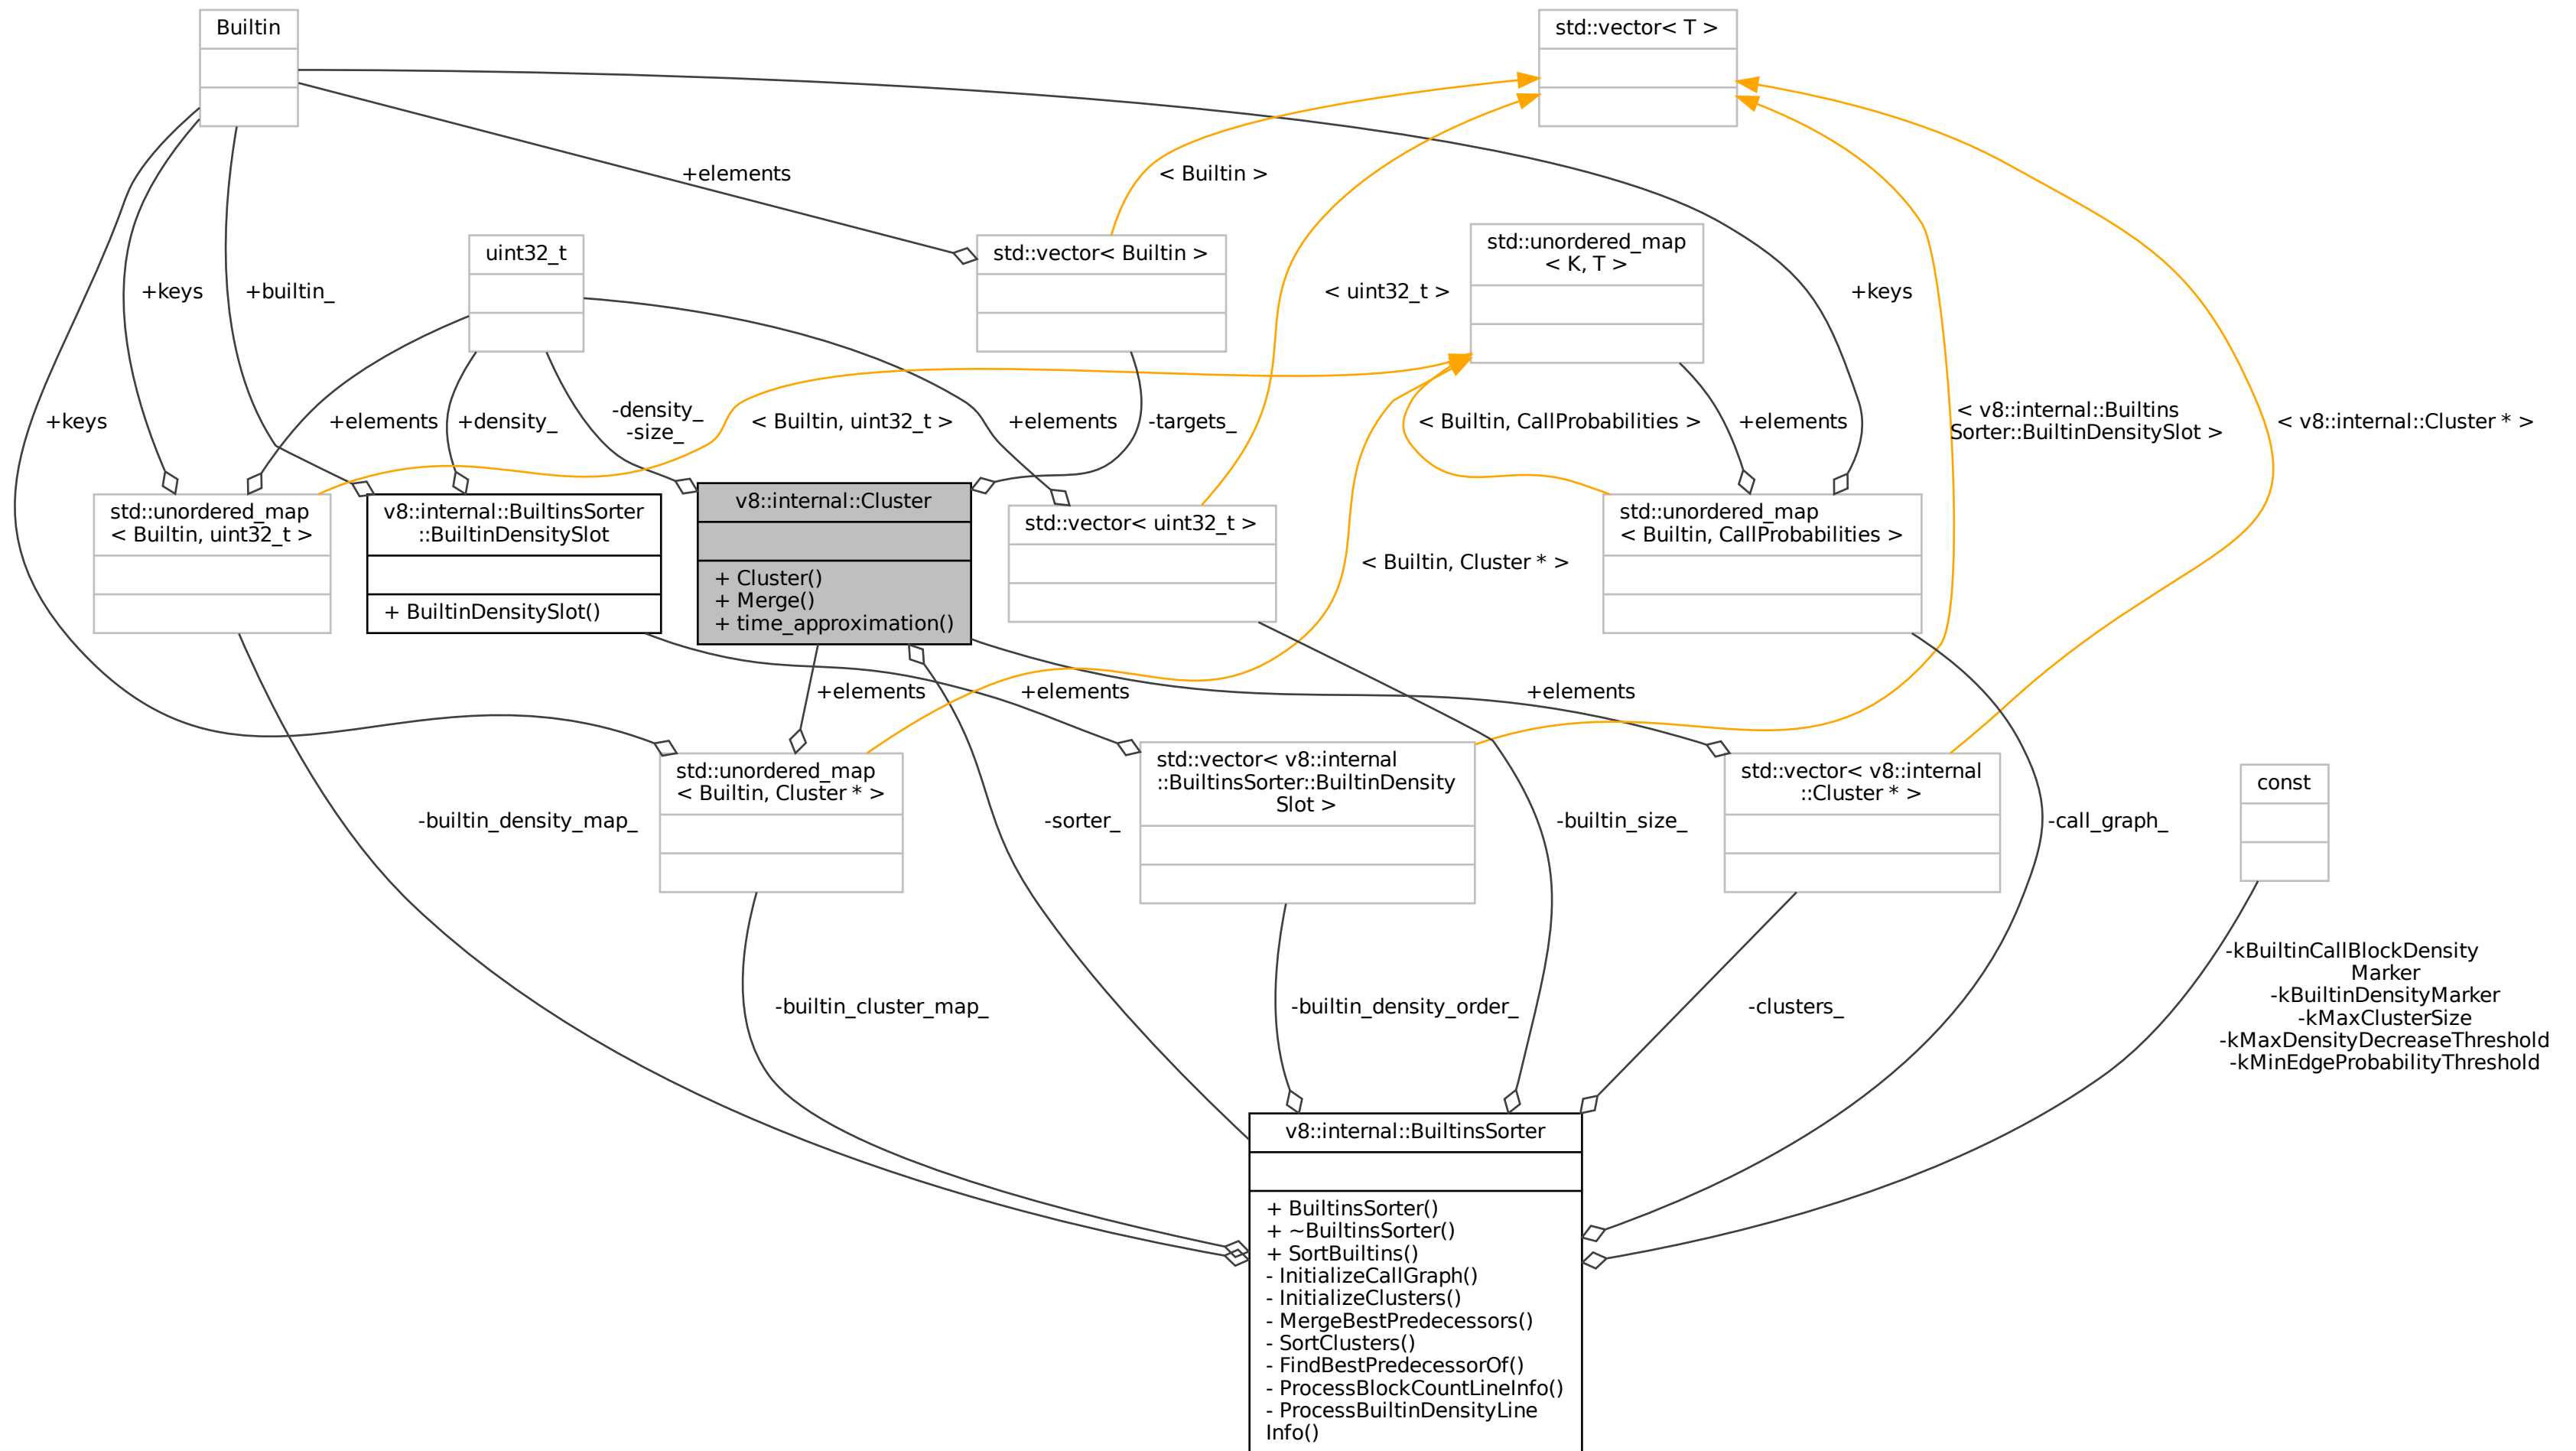 Builtin
std::vector< T >
+elements
< Builtin >
uint32_t
std::vector< Builtin >
std::unordered_map
< K, T >
+keys
+builtin_
< uint32_t >
+keys
+keys
+elements
+density_
-density_
-size_
< Builtin, uint32_t >
+elements
-targets_
< Builtin, CallProbabilities >
+elements
< v8::internal::Builtins
Sorter::BuiltinDensitySlot >
< v8::internal::Cluster * >
std::unordered_map
< Builtin, uint32_t >
v8::internal::BuiltinsSorter
::BuiltinDensitySlot
+ BuiltinDensitySlot()
v8::internal::Cluster
+ Cluster()
+ Merge()
+ time_approximation()
std::vector< uint32_t >
< Builtin, Cluster * >
std::unordered_map
< Builtin, CallProbabilities >
+elements
+elements
+elements
std::unordered_map
< Builtin, Cluster * >
std::vector< v8::internal
::BuiltinsSorter::BuiltinDensity
Slot >
std::vector< v8::internal
::Cluster * >
const
-builtin_density_map_
-sorter_
-builtin_size_
-call_graph_
-builtin_cluster_map_
-builtin_density_order_
-clusters_
-kBuiltinCallBlockDensity
Marker
-kBuiltinDensityMarker
-kMaxClusterSize
-kMaxDensityDecreaseThreshold
-kMinEdgeProbabilityThreshold
v8::internal::BuiltinsSorter
+ BuiltinsSorter()
+ ~BuiltinsSorter()
+ SortBuiltins()
- InitializeCallGraph()
- InitializeClusters()
- MergeBestPredecessors()
- SortClusters()
- FindBestPredecessorOf()
- ProcessBlockCountLineInfo()
- ProcessBuiltinDensityLine
Info()